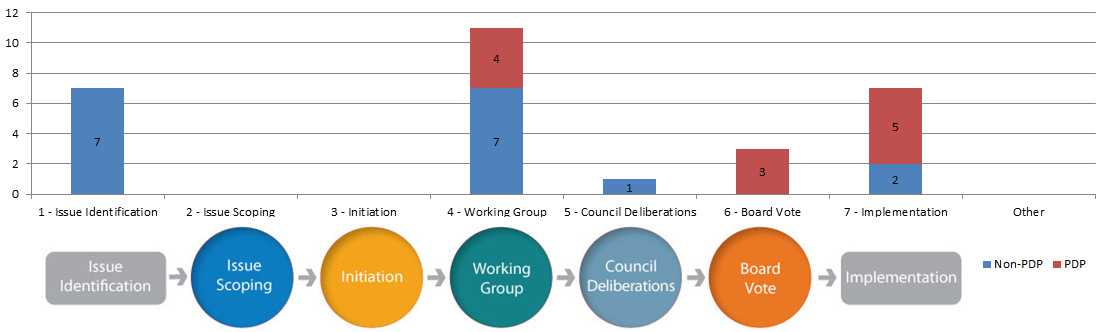 12
10
8
6
4
2
0
7
4
7
1
3
5
2
1 - Issue Identification
2 - Issue Scoping
3 - Initiation
4 - Working Group
5 - Council Deliberations
6 - Board Vote
7 - Implementation
Other
Issue
Identification
Issue
Scoping
Initiation
Working
Group
Council
Deliberations
Board
Vote
Implementation
Non-PDP
PDP